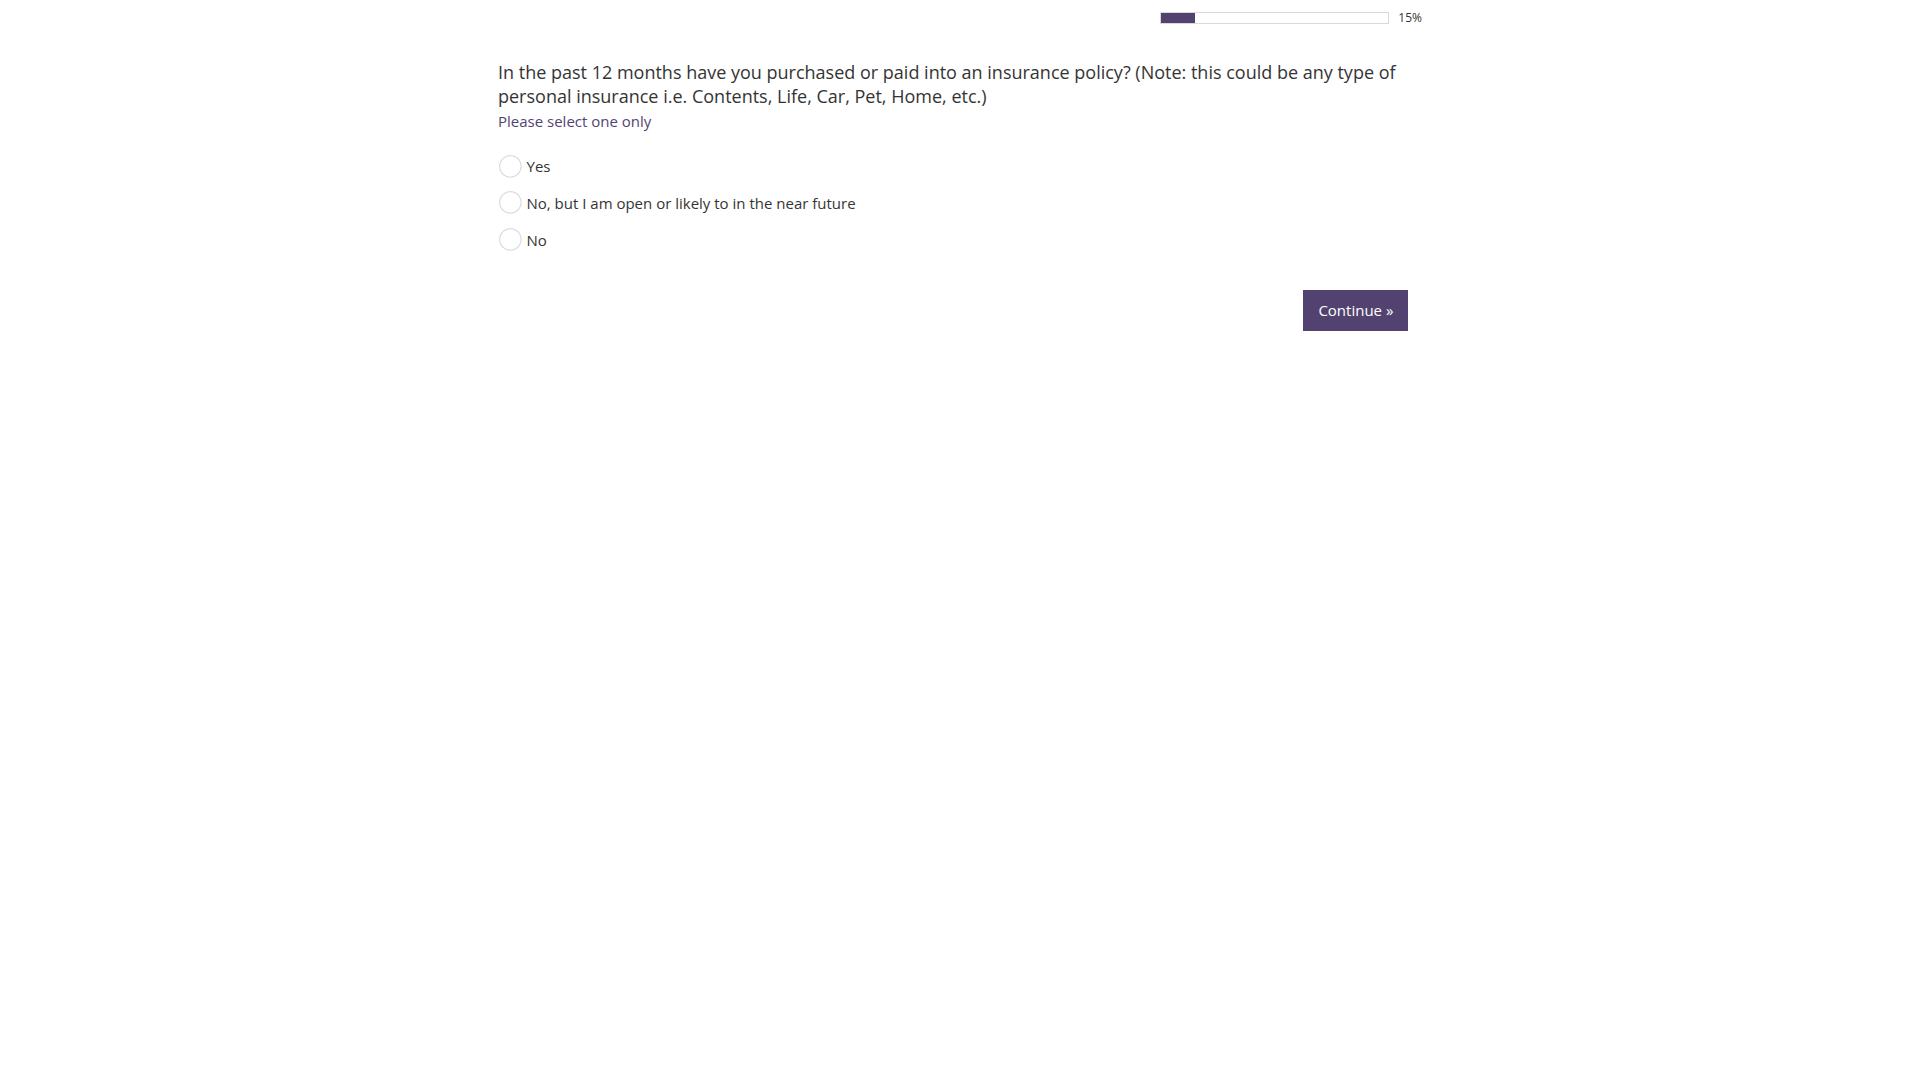 15%
In the past 12 months have you purchased or paid into an insurance policy? (Note: this could be any type of
personal insurance i.e. Contents, Life, Car, Pet, Home, etc.)
Please select one only
Yes
No, but I am open or likely to in the near future
No
Continue »